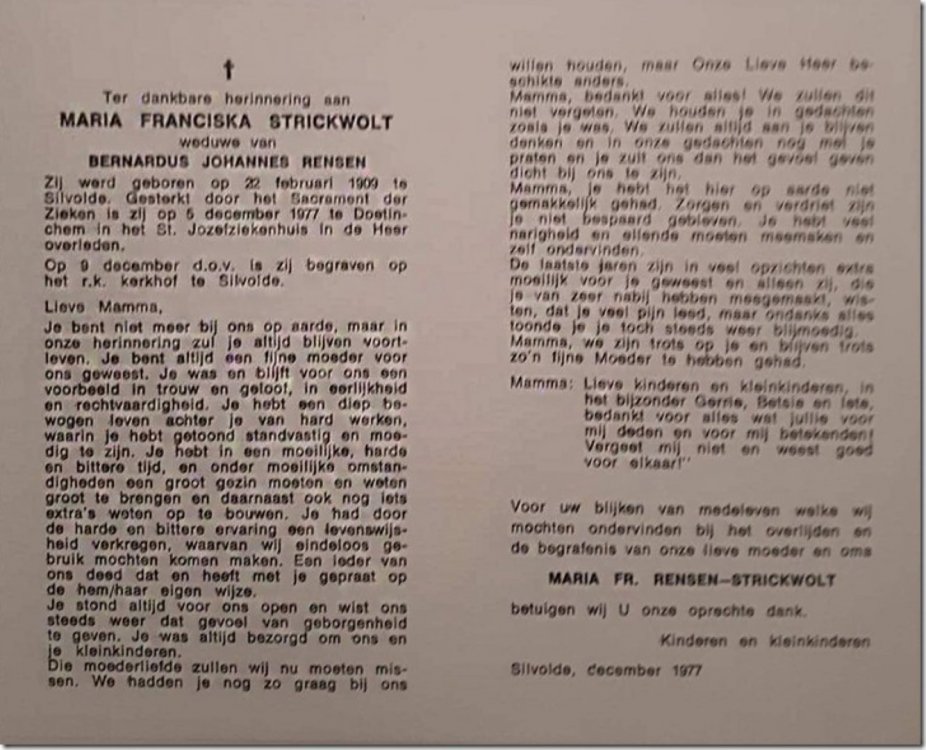 Ter dankbare herinnering aan
MARIA FRANCISKA STRICKWOLT
weduwe van
BERNARDUS JOHANNES RENSEN
Zij werd geboren op 22 februari 1909 te
Silvolde. Gesterkt door het Sacrament der
Zieken is zij op 5 december 1977 te Doetin-
chem in het St. Jozefziekenhuis in de Heer
overleden.
Op 9 december d.o.v. is zij begraven op
het r.k. kerkhof te Silvolde.
Lieve Mamma,
Je bent niet meer bij ons op aarde, maar in
onze herinnering zul je altijd blijven voort-
leven. Je bent altijd een fijne moeder voor
ons geweest. Je was en blijft voor ons een
voorbeeld in trouw en geloof, in eerlijkheid
en rechtvaardigheid. Je hebt een diep be-
wogen leven achter je van hard werken,
waarin je hebt getoond standvastig en moe-
dig te zijn. Je hebt in een moeilijke, harde
en bittere tijd, en onder moeilijke omstan-
digheden een groot gezin moeten en weten
groot te brengen en daarnaast ook nog iets
extra's weten op te bouwen. Je had door
de harde en bittere ervaring een levenswijs-
heid verkregen, waarvan wij eindeloos ge-
bruik mochten komen maken. Een ieder van
ons deed dat en heeft met je gepraat op
de hem/haar eigen wijze.
Je stond altijd voor ons open en wist ons
steeds weer dat gevoel van geborgenheid
te geven. Je was altijd bezorgd om ons en
je kleinkinderen.
Die moederliefde zullen wij nu moeten mis-
sen. We hadden je nog zo graag bij ons
willen houden, maar Onze Lieve Heer be-
schikte anders.
Mamma, bedankt voor alles! We zullen dit
niet vergeten. We houden je in gedachten
zoals je was. We zullen altijd aan je blijven
denken en in onze gedachten nog met je
praten en je zult ons dan het gevoel geven
dicht bij ons te zijn.
Mamma, je hebt het hier op aarde niet
gemakkelijk gehad. Zorgen en verdriet zijn
je niet bespaard gebleven. Je hebt veel
narigheid en ellende moeten meemaken en
zelf ondervinden.
De laatste jaren zijn in veel opzichten extra
moeilijk voor je geweest en alleen zij, die
je van zeer nabij hebben meegemaakt, wis-
ten, dat je veel pijn leed, maar ondanks alles
toonde je je toch steeds weer blijmoedig.
Mamma, we zijn trots op je en blijven trots
zo'n fijne Moeder te hebben gehad.
Mamma: Lieve kinderen en kleinkinderen, in
het bijzonder Gerrie, Betsie en Iete,
bedankt voor alles wat jullie voor
mij deden en voor mij betekenden!
Vergeet mij niet en weest goed
voor elkaar!"
Voor uw blijken van medeleven welke wij
mochten ondervinden bij het overlijden en
de begrafenis van onze lieve moeder en oma
MARIA FR. RENSEN-STRICKWOLT
betuigen wij U onze oprechte dank.
Kinderen en kleinkinderen
Silvolde, december 1977